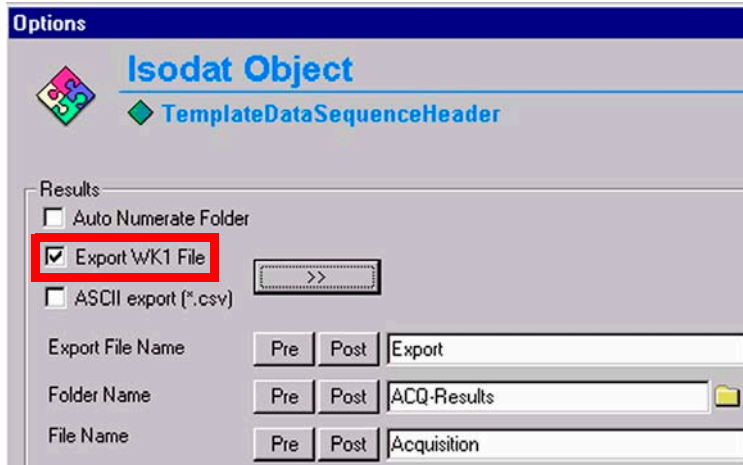 Options
Isodat Object
TemplateDataSequenceHeader
Results
Auto Numerate Folder
Export WK1 File
>>
ASCII export (*.csv)
Export File Name Pre Post Export
Folder Name Pre Post ACQ-Results
File Name Pre Post Acquisition